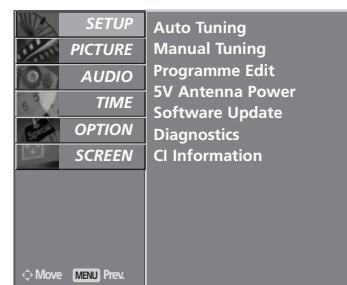 SETUP
PICTURE
AUDIO
TIME
OPTION
SCREEN
Auto Tuning
Manual Tuning
Programme Edit
5V Antenna Power
Software Update
Diagnostics
CI Information
Move MENU Prev.